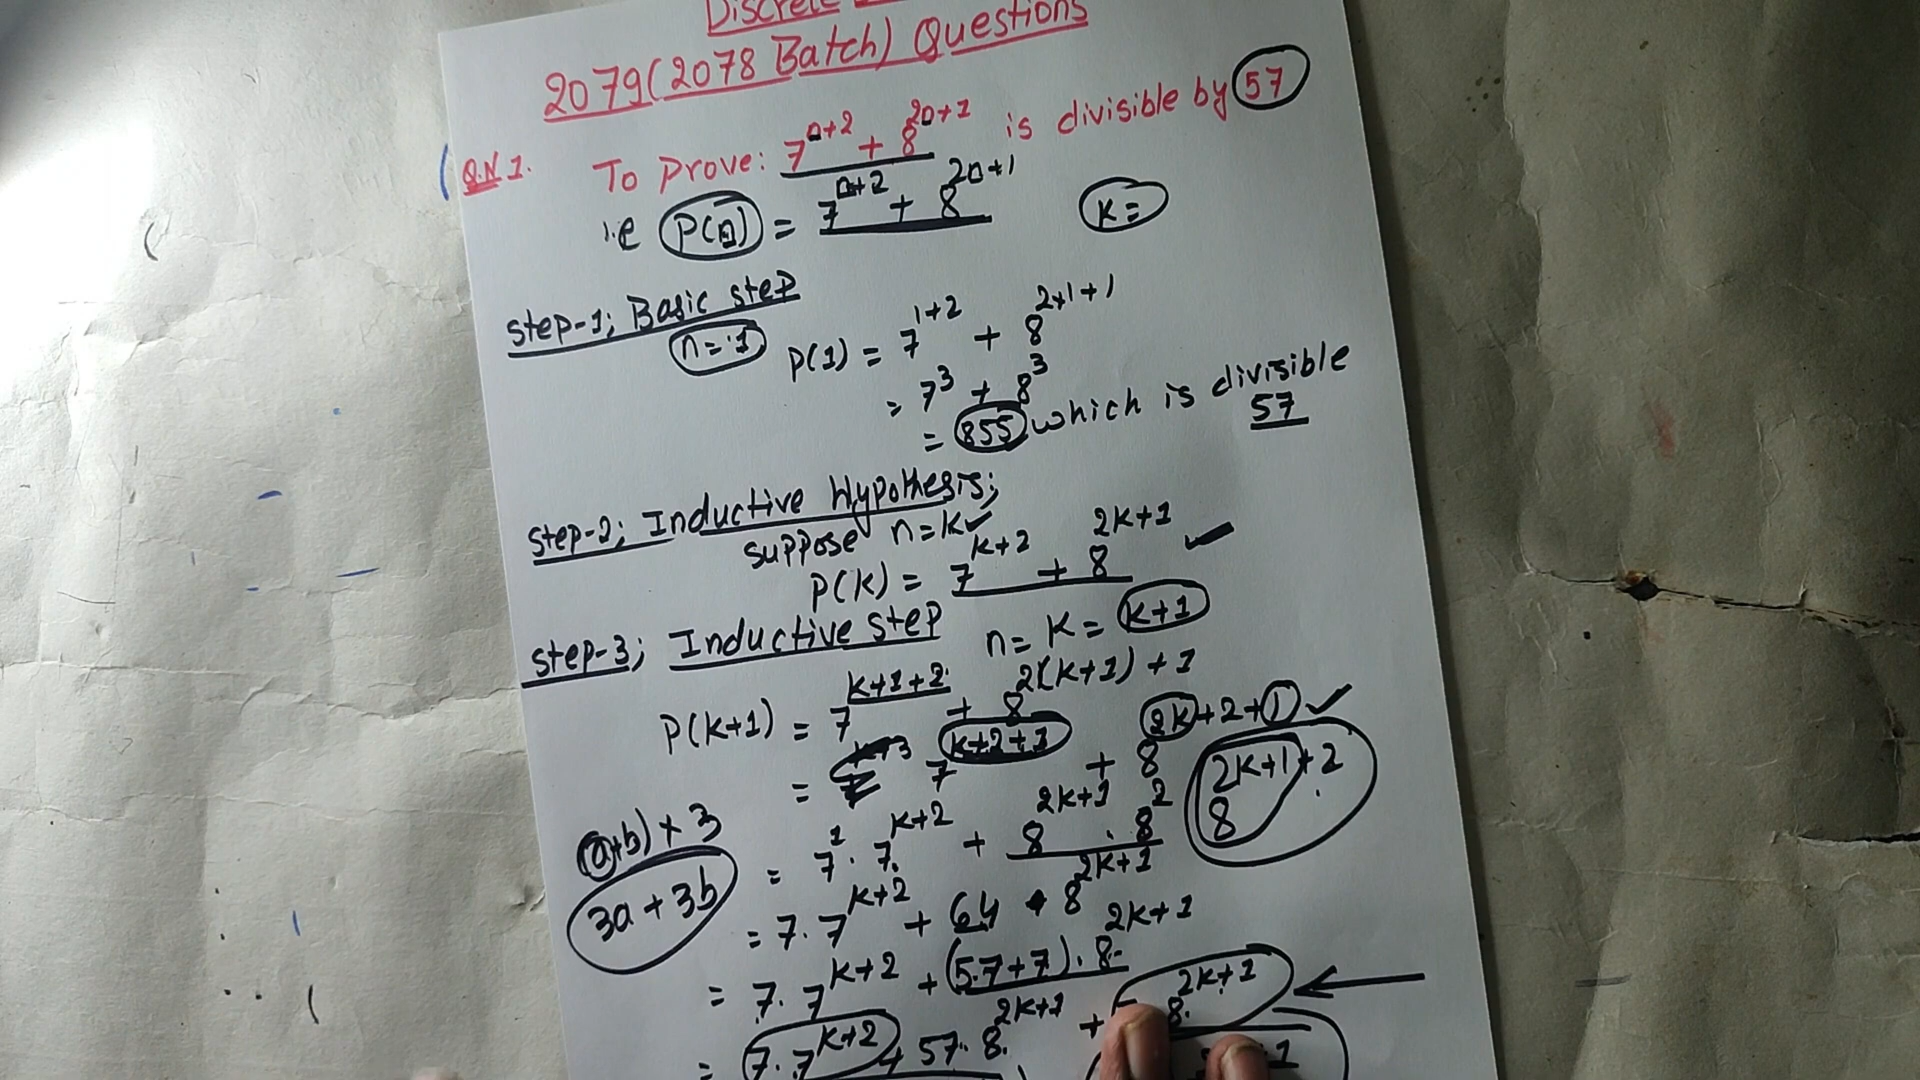 Discrete
2079(2078 Batch) Questions
Q.N 1. To prove: 7^{n+2} + 8^{2n+1} is divisible by 57
i.e P(n) = 7^{n+2} + 8^{2n+1} K=
step-1; Basic step
n=1 P(1) = 7^{1+2} + 8^{2×1+1}
= 7^3 + 8^3
= 855 which is divisible
57
step-2; Inductive Hypothesis;
suppose n=k✓
P(k) = 7^{k+2} + 8^{2k+1} ✓
step-3; Inductive step n= k= k+1
P(k+1) = 7^{k+1+2} + 8^{2(k+1)+1}
= 7^{k+2+1} + 8^{2k+2+1} ✓
8^{2k+1+2}
(a+b)×3
3a+3b
= 7^1 . 7^{k+2} + 8^{2k+1} . 8^2
= 7. 7^{k+2} + 64 . 8^{2k+1}
= 7. 7^{k+2} + (57+7). 8^{2k+1}
= 7. 7^{k+2} + 57. 8^{2k+1} + 8^{2k+1}